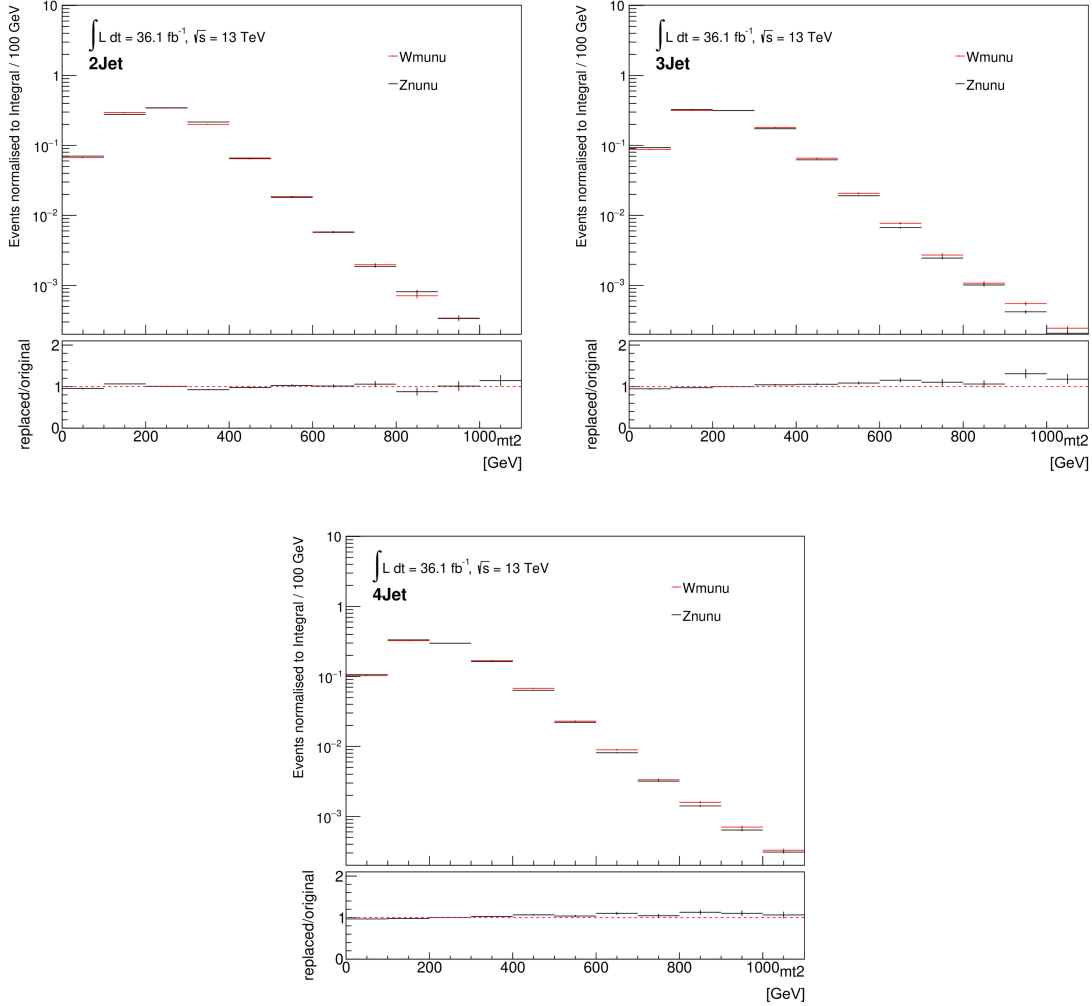 Events normalised to Integral / 100 GeV
10
1
10⁻¹
10⁻²
10⁻³
∫L dt = 36.1 fb⁻¹, √s = 13 TeV
2Jet
Wmunu
Znunu
replaced/original
2
1
0
0 200 400 600 800 1000
mt2
[GeV]
Events normalised to Integral / 100 GeV
10
1
10⁻¹
10⁻²
10⁻³
∫L dt = 36.1 fb⁻¹, √s = 13 TeV
3Jet
Wmunu
Znunu
replaced/original
2
1
0
0 200 400 600 800 1000
mt2
[GeV]
Events normalised to Integral / 100 GeV
10
1
10⁻¹
10⁻²
10⁻³
∫L dt = 36.1 fb⁻¹, √s = 13 TeV
4Jet
Wmunu
Znunu
replaced/original
2
1
0
0 200 400 600 800 1000
mt2
[GeV]